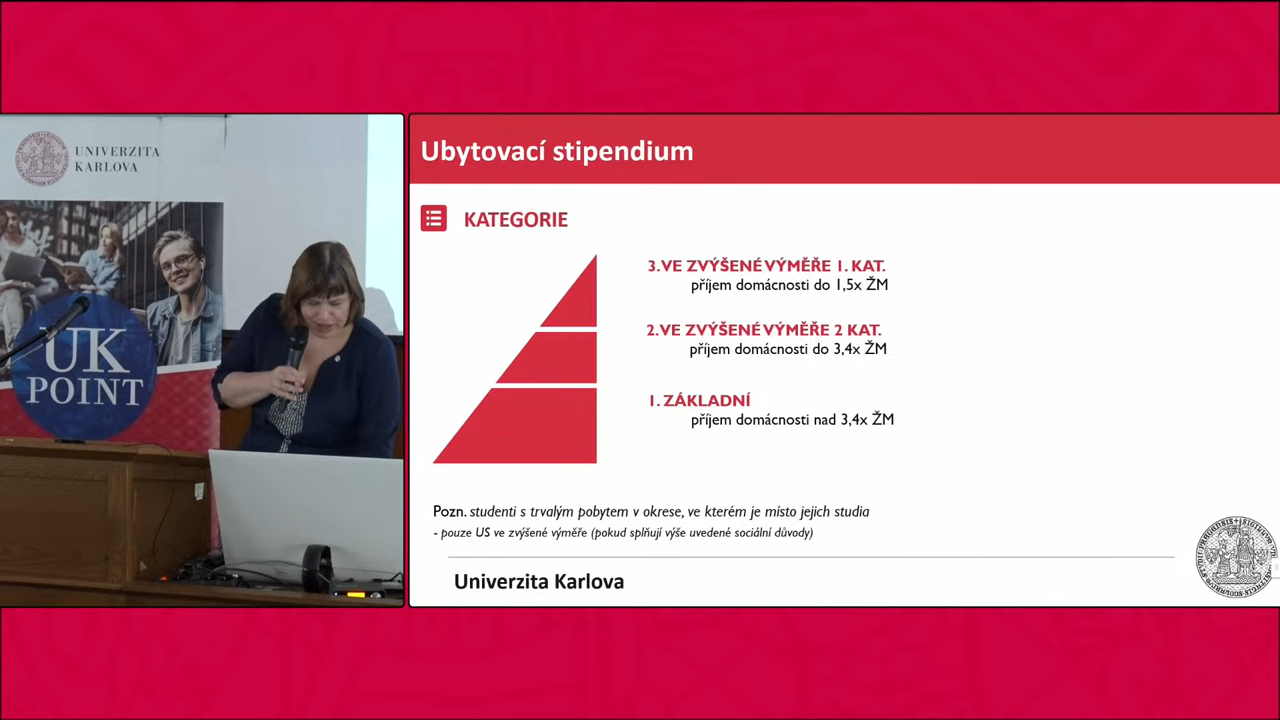 UNIVERZITA
KARLOVA
UK
POINT
Ubytovací stipendium
KATEGORIE
3. VE ZVÝŠENÉ VÝMĚŘE 1. KAT.
příjem domácnosti do 1,5x ŽM
2. VE ZVÝŠENÉ VÝMĚŘE 2 KAT.
příjem domácnosti do 3,4x ŽM
1. ZÁKLADNÍ
příjem domácnosti nad 3,4x ŽM
Pozn. studenti s trvalým pobytem v okrese, ve kterém je místo jejich studia
- pouze US ve zvýšené výměře (pokud splňují výše uvedené sociální důvody)
Univerzita Karlova